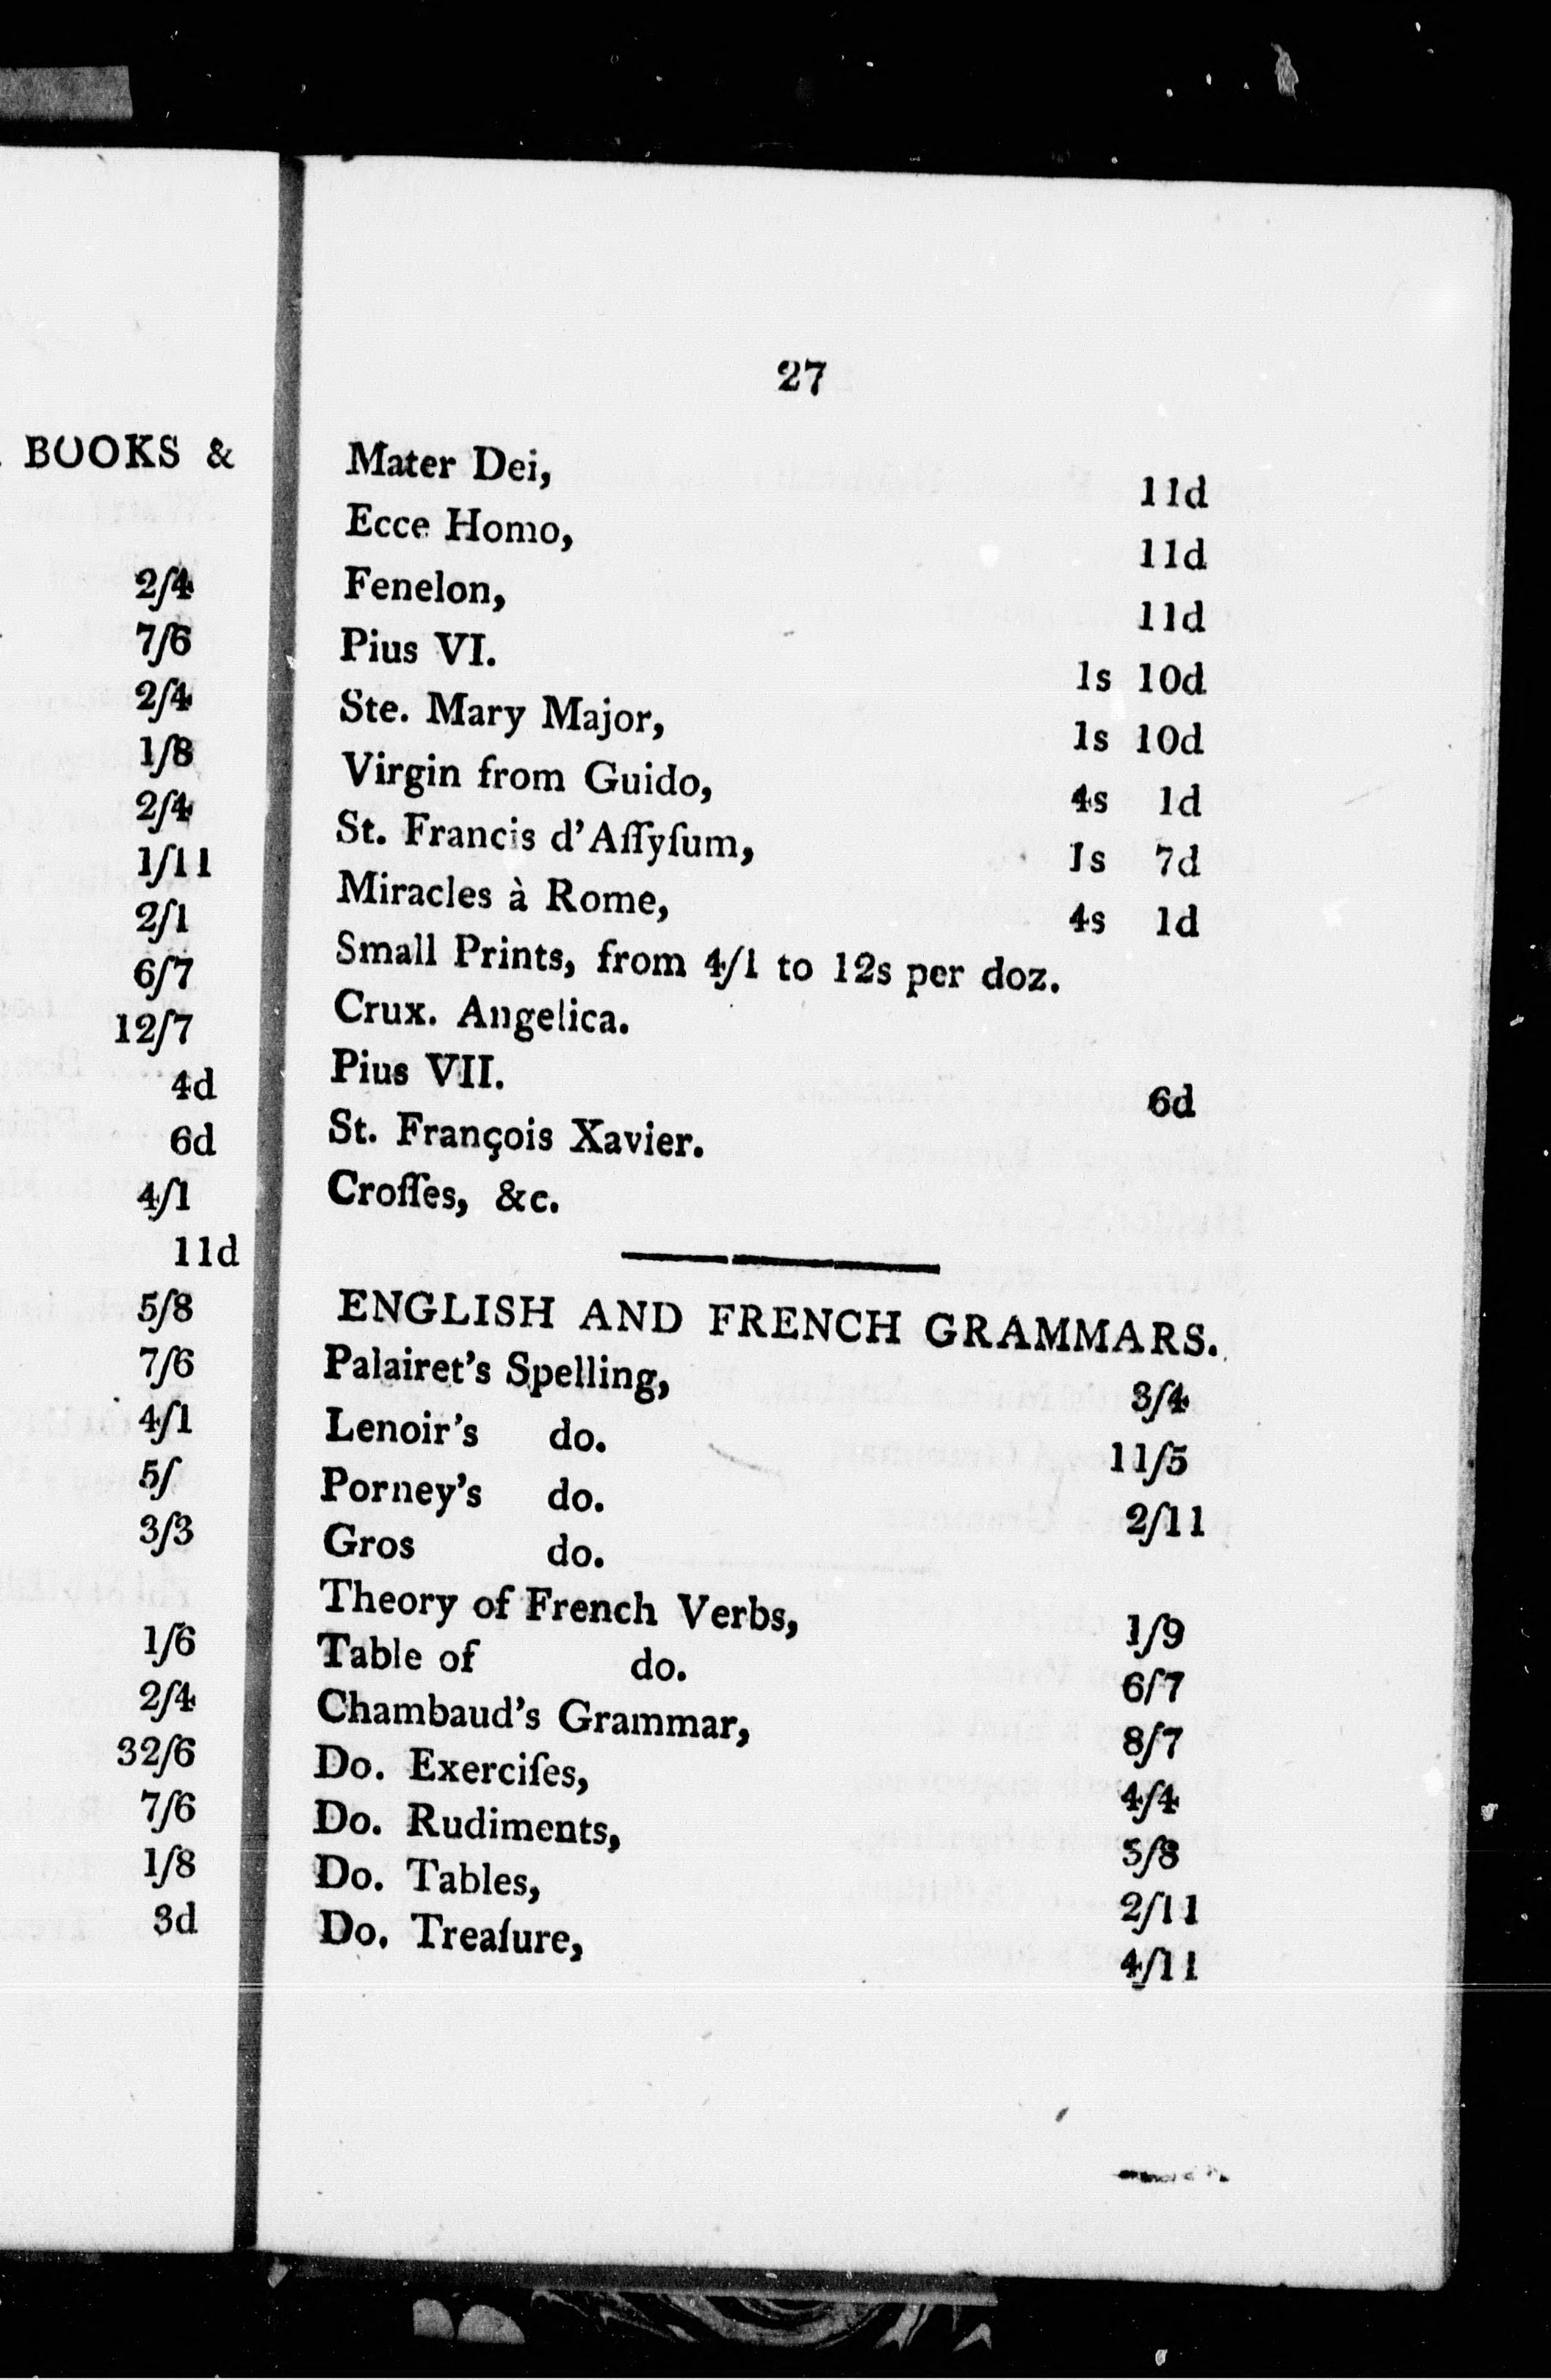 BOOKS &
2/4
7/6
2/4
1/8
2/4
1/11
2/1
6/7
12/7
4d
6d
4/1
11d
5/8
7/6
4/1
5/
3/3
1/6
2/4
32/6
7/6
1/8
3d
27
Mater Dei, 11d
Ecce Homo, 11d
Fenelon, 11d
Pius VI. 1s 10d
Ste. Mary Major, 1s 10d
Virgin from Guido, 4s 1d
St. Francis d'Aſſyſum, 1s 7d
Miracles à Rome, 4s 1d
Small Prints, from 4/1 to 12s per doz.
Crux. Angelica.
Pius VII. 6d
St. François Xavier.
Croſſes, &c.
ENGLISH AND FRENCH GRAMMARS.
Palairet's Spelling, 3/4
Lenoir's do. 11/5
Porney's do. 2/11
Gros do.
Theory of French Verbs, 1/9
Table of do. 6/7
Chambaud's Grammar, 8/7
Do. Exerciſes, 4/4
Do. Rudiments, 5/8
Do. Tables, 2/11
Do. Treaſure, 4/11